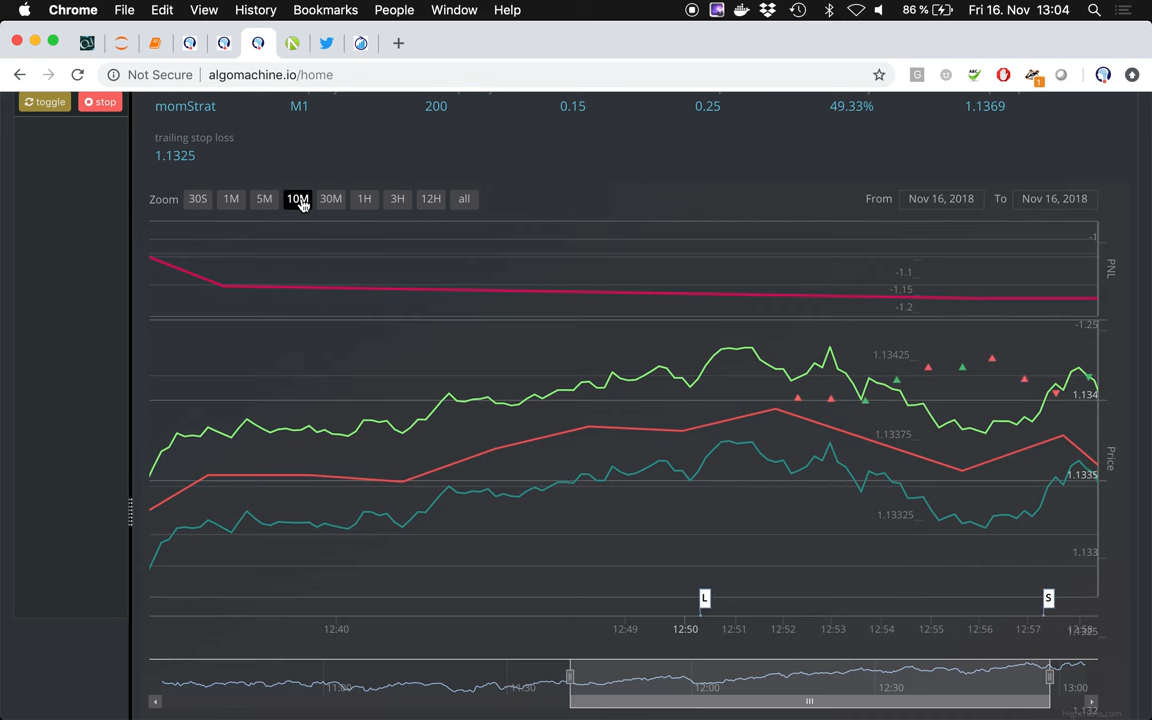 Chrome File Edit View History Bookmarks People Window Help 86 % Fri 16. Nov 13:04
Not Secure algomachine.io/home
toggle stop momStrat M1 200 0.15 0.25 49.33% 1.1369
trailing stop loss
1.1325
Zoom 30S 1M 5M 10M 30M 1H 3H 12H all From Nov 16, 2018 To Nov 16, 2018
-1
PNL
-1.1
-1.15
-1.2
-1.25
1.13425
1.134
1.13375
Price
1.1335
1.13325
1.133
L S
12:40 12:49 12:50 12:51 12:52 12:53 12:54 12:55 12:56 12:57
11:00 11:30 12:00 12:30 13:00
1.132
Highcharts.com